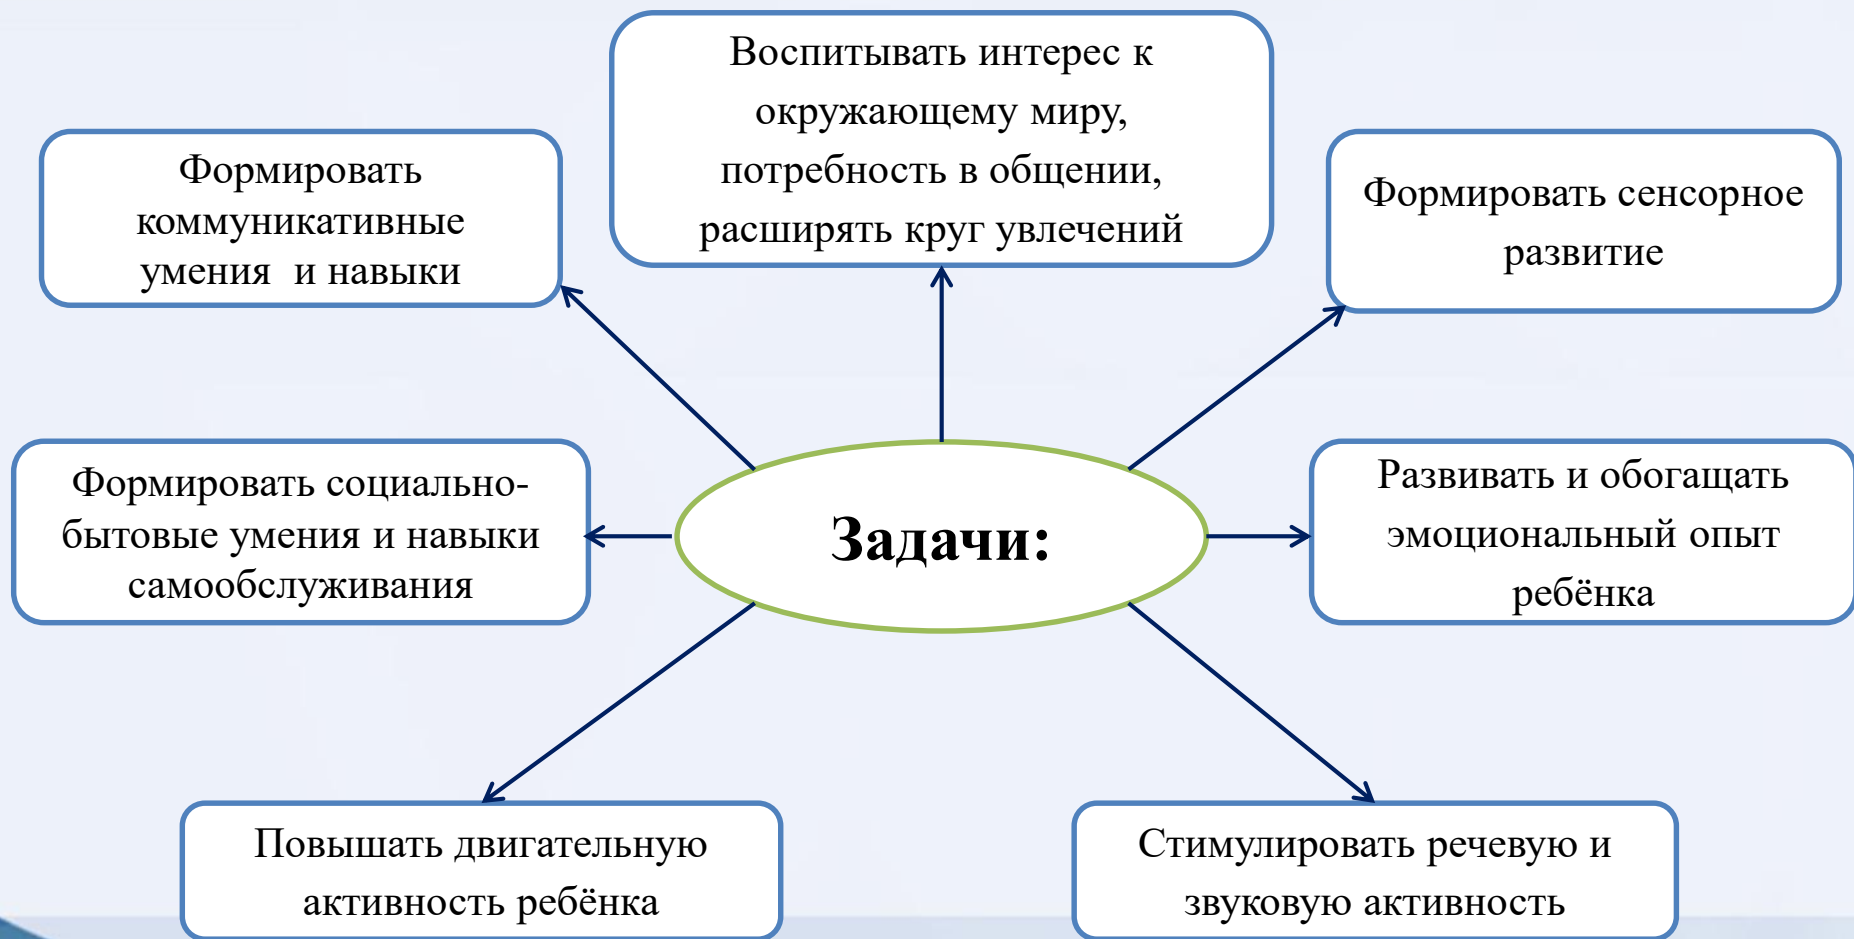 Воспитывать интерес к
окружающему миру,
потребность в общении,
расширять круг увлечений
Формировать
коммуникативные
умения  и навыки
Формировать сенсорное
развитие
Формировать социально-
бытовые умения и навыки
самообслуживания
Задачи:
Развивать и обогащать
эмоциональный опыт
ребёнка
Повышать двигательную
активность ребёнка
Стимулировать речевую и
звуковую активность